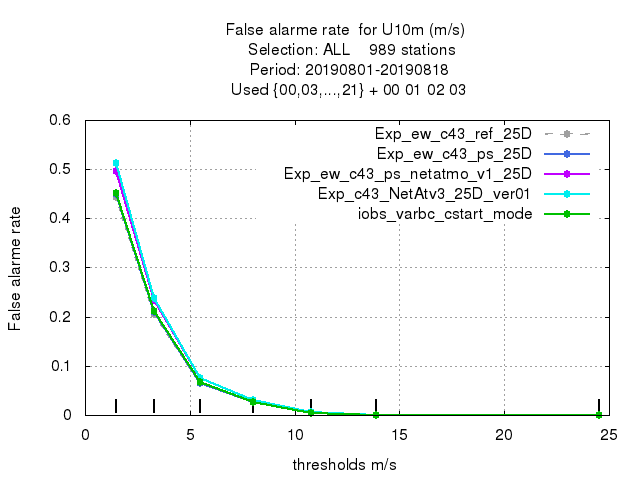 False alarme rate  for U10m (m/s)
Selection: ALL    989 stations
Period: 20190801-20190818
Used {00,03,...,21} + 00 01 02 03
0.6
0.5
0.4
0.3
0.2
0.1
0
False alarme rate
Exp_ew_c43_ref_25D
Exp_ew_c43_ps_25D
Exp_ew_c43_ps_netatmo_v1_25D
Exp_c43_NetAtv3_25D_ver01
iobs_varbc_cstart_mode
0 5 10 15 20 25
thresholds m/s